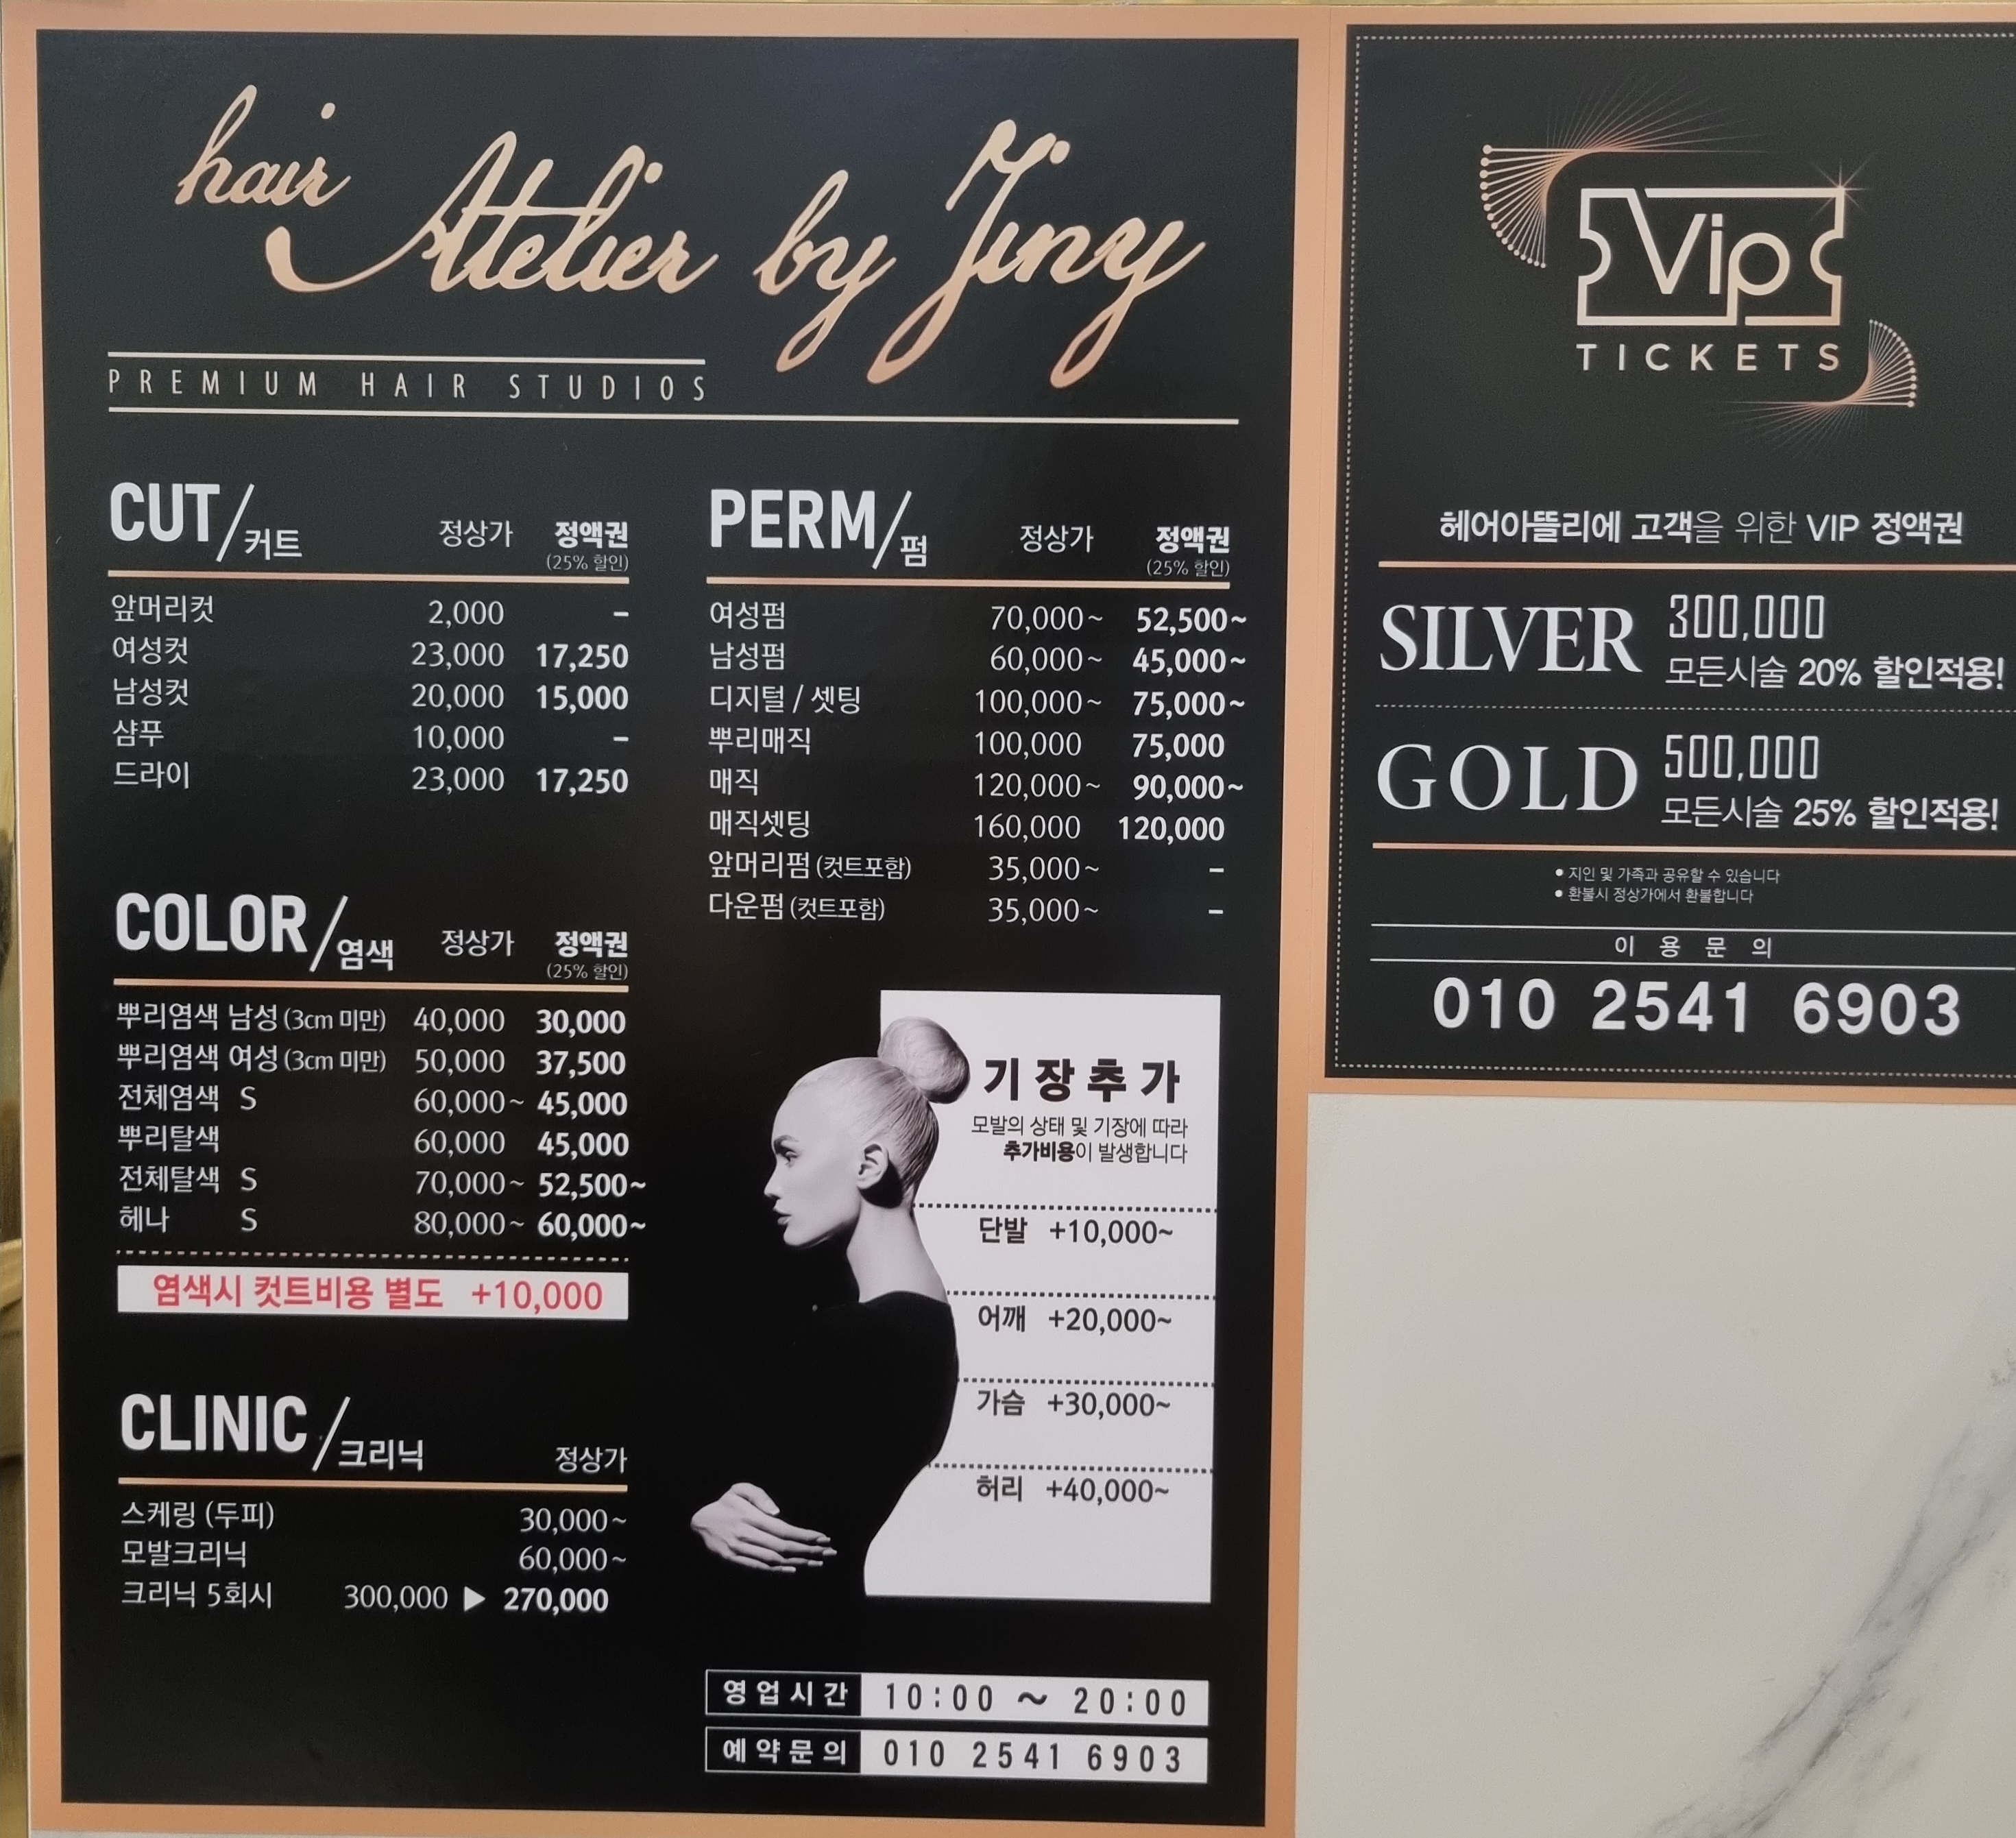 hair
Atelier by Jiny
PREMIUM HAIR STUDIOS
CUT/커트 정상가 정액권
(25% 할인)
앞머리컷 2,000 –
여성컷 23,000 17,250
남성컷 20,000 15,000
샴푸 10,000 –
드라이 23,000 17,250
COLOR/염색 정상가 정액권
(25% 할인)
뿌리염색 남성 (3cm 미만) 40,000 30,000
뿌리염색 여성 (3cm 미만) 50,000 37,500
전체염색 S 60,000~ 45,000
뿌리탈색 60,000 45,000
전체탈색 S 70,000~ 52,500~
헤나 S 80,000~ 60,000~
염색시 컷트비용 별도 +10,000
CLINIC/크리닉 정상가
스케링 (두피) 30,000~
모발크리닉 60,000~
크리닉 5회시 300,000 ▶ 270,000
PERM/펌 정상가 정액권
(25% 할인)
여성펌 70,000~ 52,500~
남성펌 60,000~ 45,000~
디지털 / 셋팅 100,000~ 75,000~
뿌리매직 100,000 75,000
매직 120,000~ 90,000~
매직셋팅 160,000 120,000
앞머리펌 (컷트포함) 35,000~ –
다운펌 (컷트포함) 35,000~ –
기장추가
모발의 상태 및 기장에 따라
추가비용이 발생합니다
단발 +10,000~
어깨 +20,000~
가슴 +30,000~
허리 +40,000~
영업시간 10:00 ~ 20:00
예약문의 010 2541 6903
Vip
TICKETS
헤어아뜰리에 고객을 위한 VIP 정액권
SILVER 300,000
모든시술 20% 할인적용!
GOLD 500,000
모든시술 25% 할인적용!
• 지인 및 가족과 공유할 수 있습니다
• 환불시 정상가에서 환불합니다
이 용 문 의
010 2541 6903